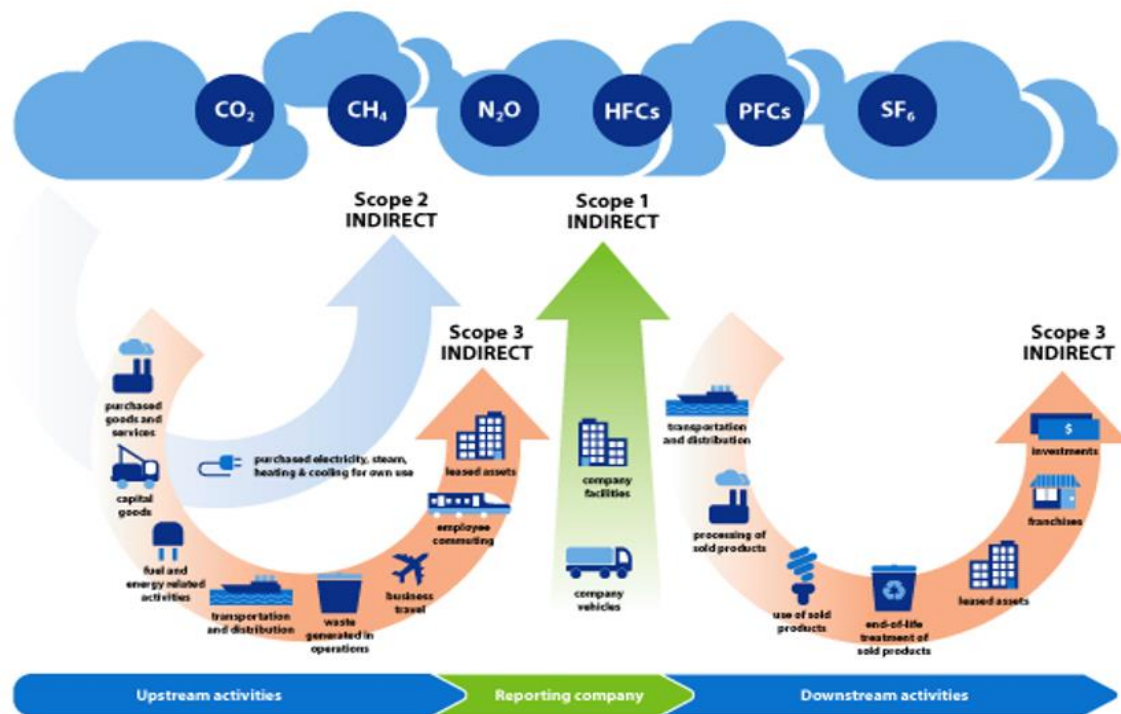 CO₂
CH₄
N₂O
HFCs
PFCs
SF₆
Scope 2
INDIRECT
Scope 1
INDIRECT
Scope 3
INDIRECT
Scope 3
INDIRECT
purchased
goods and
services
capital
goods
fuel and
energy related
activities
transportation
and distribution
waste
generated in
operations
business
travel
employee
commuting
leased assets
purchased electricity, steam,
heating & cooling for own use
company
facilities
company
vehicles
transportation
and distribution
processing of
sold products
use of sold
products
end-of-life
treatment of
sold products
leased assets
franchises
$
investments
Upstream activities
Reporting company
Downstream activities